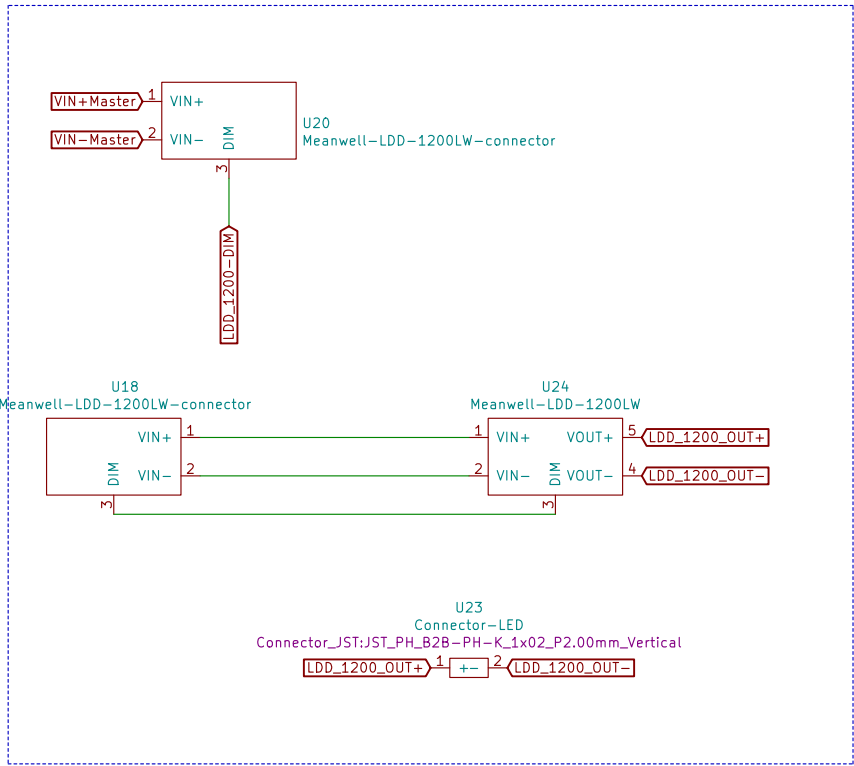 VIN+Master 1 VIN+
VIN-Master 2 VIN-
DIM
3
U20
Meanwell-LDD-1200LW-connector
LDD_1200-DIM
U18
Meanwell-LDD-1200LW-connector
VIN+ 1
VIN- 2
DIM
3
U24
Meanwell-LDD-1200LW
1 VIN+ VOUT+ 5 LDD_1200_OUT+
2 VIN- VOUT- 4 LDD_1200_OUT-
DIM
3
U23
Connector-LED
Connector_JST:JST_PH_B2B-PH-K_1x02_P2.00mm_Vertical
LDD_1200_OUT+ 1 +- 2 LDD_1200_OUT-